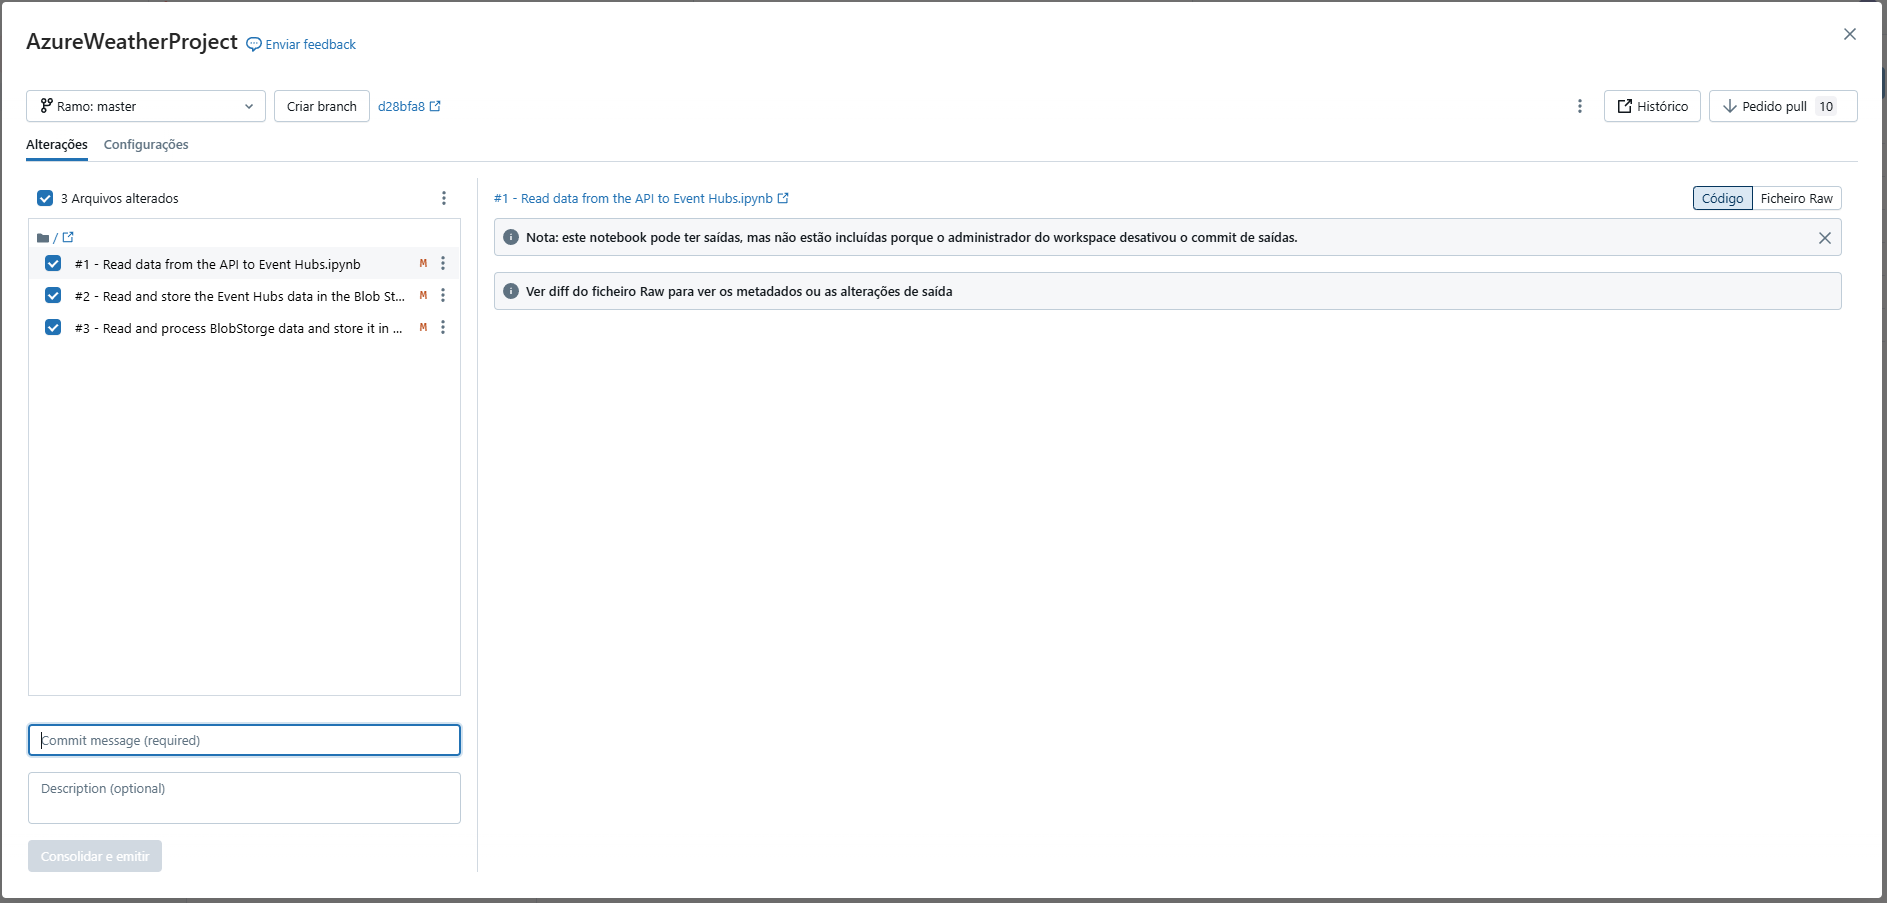 AzureWeatherProject Enviar feedback
Ramo: master Criar branch d28bfa8 Histórico Pedido pull 10
Alterações Configurações
3 Arquivos alterados
/
#1 - Read data from the API to Event Hubs.ipynb M
#2 - Read and store the Event Hubs data in the Blob St... M
#3 - Read and process BlobStorge data and store it in ... M
Commit message (required)
Description (optional)
Consolidar e emitir
#1 - Read data from the API to Event Hubs.ipynb Código Ficheiro Raw
Nota: este notebook pode ter saídas, mas não estão incluídas porque o administrador do workspace desativou o commit de saídas.
Ver diff do ficheiro Raw para ver os metadados ou as alterações de saída